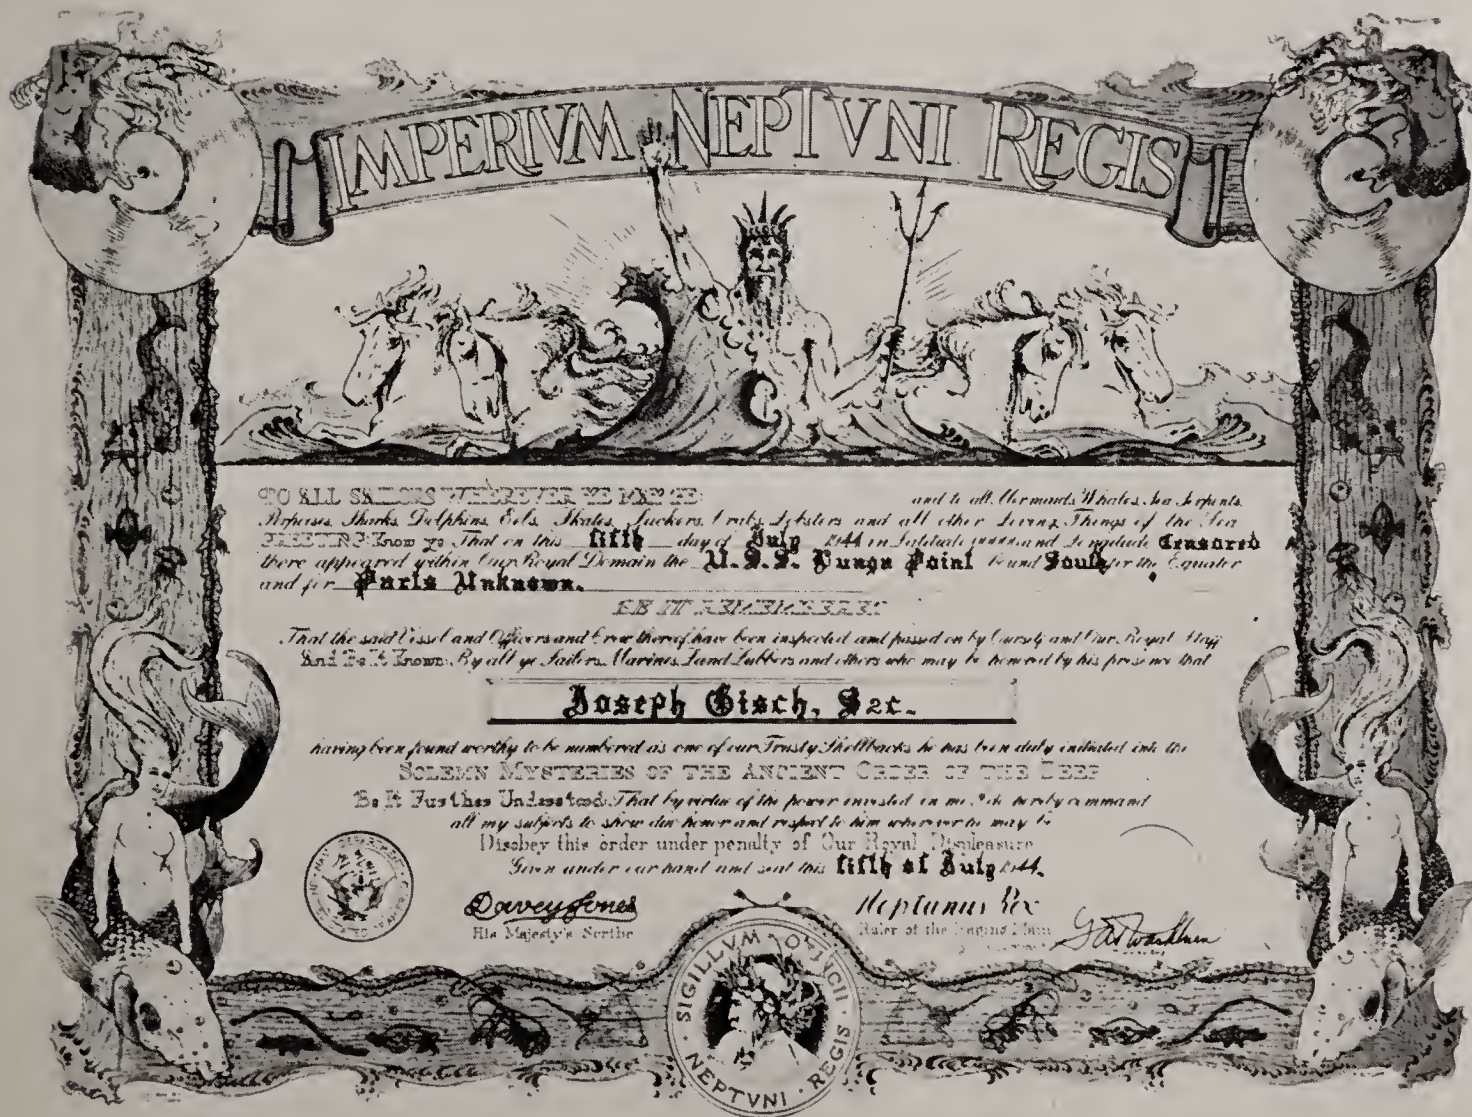 IMPERIVM NEPTVNI REGIS
TO ALL SAILORS WHEREVER YE MAY BE: and to all Mermaids, Whales, Sea Serpents,
Porpoises, Sharks, Dolphins, Eels, Skates, Suckers, Crabs, Lobsters and all other Living Things of the Sea
GREETING: Know ye That on this fifth day of July 1944 in Latitude 00000 and Longitude Censored
there appeared within Our Royal Domain the U.S.S. Bound South for the Equator
and for Ports Unknown.
BE IT REMEMBERED
That the said Vessel and Officers and Crew thereof have been inspected and passed on by Ourself and Our Royal Staff
And Be It Known: By all ye Sailors, Marines, Land Lubbers and others who may be honored by his presence that
Joseph Gisch, S2c.
having been found worthy to be numbered as one of our Trusty Shellbacks he has been duly initiated into the
SOLEMN MYSTERIES OF THE ANCIENT ORDER OF THE DEEP
Be It Further Understood: That by virtue of the power invested in me I do hereby command
all my subjects to show due honor and respect to him wherever he may be
Disobey this order under penalty of Our Royal Displeasure
Given under our hand and seal this fifth of July 1944.
Davey Jones
His Majesty's Scribe
Neptunus Rex
Ruler of the Raging Main
SIGILLVM OFFICII
NEPTVNI REGIS